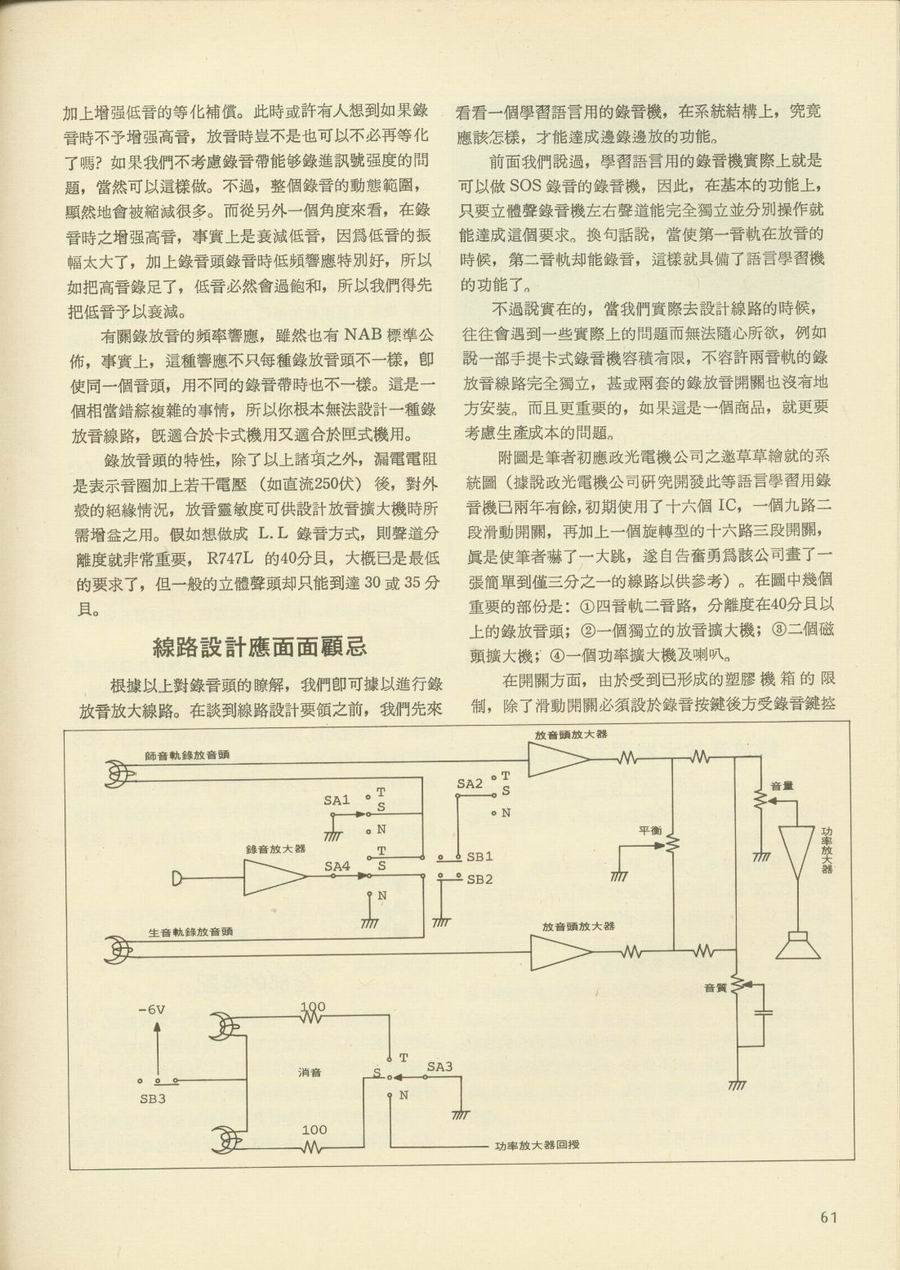 加上增强低音的等化補償。此時或許有人想到如果錄
音時不予增强高音，放音時豈不是也可以不必再等化
了嗎？如果我們不考慮錄音帶能够錄進訊號强度的問
題，當然可以這樣做。不過，整個錄音的動態範圍，
顯然地會被縮減很多。而從另外一個角度來看，在錄
音時之增强高音，事實上是衰減低音，因爲低音的振
幅太大了，加上錄音頭錄音時低頻響應特別好，所以
如把高音錄足了，低音必然會過飽和，所以我們得先
把低音予以衰減。
有關錄放音的頻率響應，雖然也有 NAB 標準公
佈，事實上，這種響應不只每種錄放音頭不一樣，卽
使同一個音頭，用不同的錄音帶時也不一樣。這是一
個相當錯綜複雜的事情，所以你根本無法設計一種錄
放音線路，旣適合於卡式機用又適合於匣式機用。
錄放音頭的特性，除了以上諸項之外，漏電電阻
是表示音圈加上若干電壓（如直流250伏）後，對外
殼的絕緣情況，放音靈敏度可供設計放音擴大機時所
需增益之用。假如想做成 L.L 錄音方式，則聲道分
離度就非常重要， R747L 的40分貝，大概已是最低
的要求了，但一般的立體聲頭却只能到達 30 或 35 分
貝。
線路設計應面面顧忌
根據以上對錄音頭的瞭解，我們卽可據以進行錄
放音放大線路。在談到線路設計要領之前，我們先來
看看一個學習語言用的錄音機，在系統結構上，究竟
應該怎樣，才能達成邊錄邊放的功能。
前面我們說過，學習語言用的錄音機實際上就是
可以做 SOS 錄音的錄音機，因此，在基本的功能上，
只要立體聲錄音機左右聲道能完全獨立並分別操作就
能達成這個要求。換句話說，當使第一音軌在放音的
時候，第二音軌却能錄音，這樣就具備了語言學習機
的功能了。
不過說實在的，當我們實際去設計線路的時候，
往往會遇到一些實際上的問題而無法隨心所欲，例如
說一部手提卡式錄音機容積有限，不容許兩音軌的錄
放音線路完全獨立，甚或兩套的錄放音開關也沒有地
方安裝。而且更重要的，如果這是一個商品，就更要
考慮生產成本的問題。
附圖是筆者初應政光電機公司之邀草草繪就的系
統圖（據說政光電機公司研究開發此等語言學習用錄
音機已兩年有餘，初期使用了十六個 IC，一個九路二
段滑動開關，再加上一個旋轉型的十六路三段開關，
眞是使筆者嚇了一大跳，遂自告奮勇爲該公司畫了一
張簡單到僅三分之一的線路以供參考）。在圖中幾個
重要的部份是：①四音軌二音路，分離度在40分貝以
上的錄放音頭；②一個獨立的放音擴大機；③二個磁
頭擴大機；④一個功率擴大機及喇叭。
在開關方面，由於受到已形成的塑膠機箱的限
制，除了滑動開關必須設於錄音按鍵後方受錄音鍵控
師音軌錄放音頭
放音頭放大器
SA1
T
S
N
SA2
T
S
N
音量
平衡
功率放大器
錄音放大器
SA4
T
S
N
SB1
SB2
生音軌錄放音頭
放音頭放大器
音質
-6V
100
消音
T
S
SA3
N
SB3
100
功率放大器回授
61